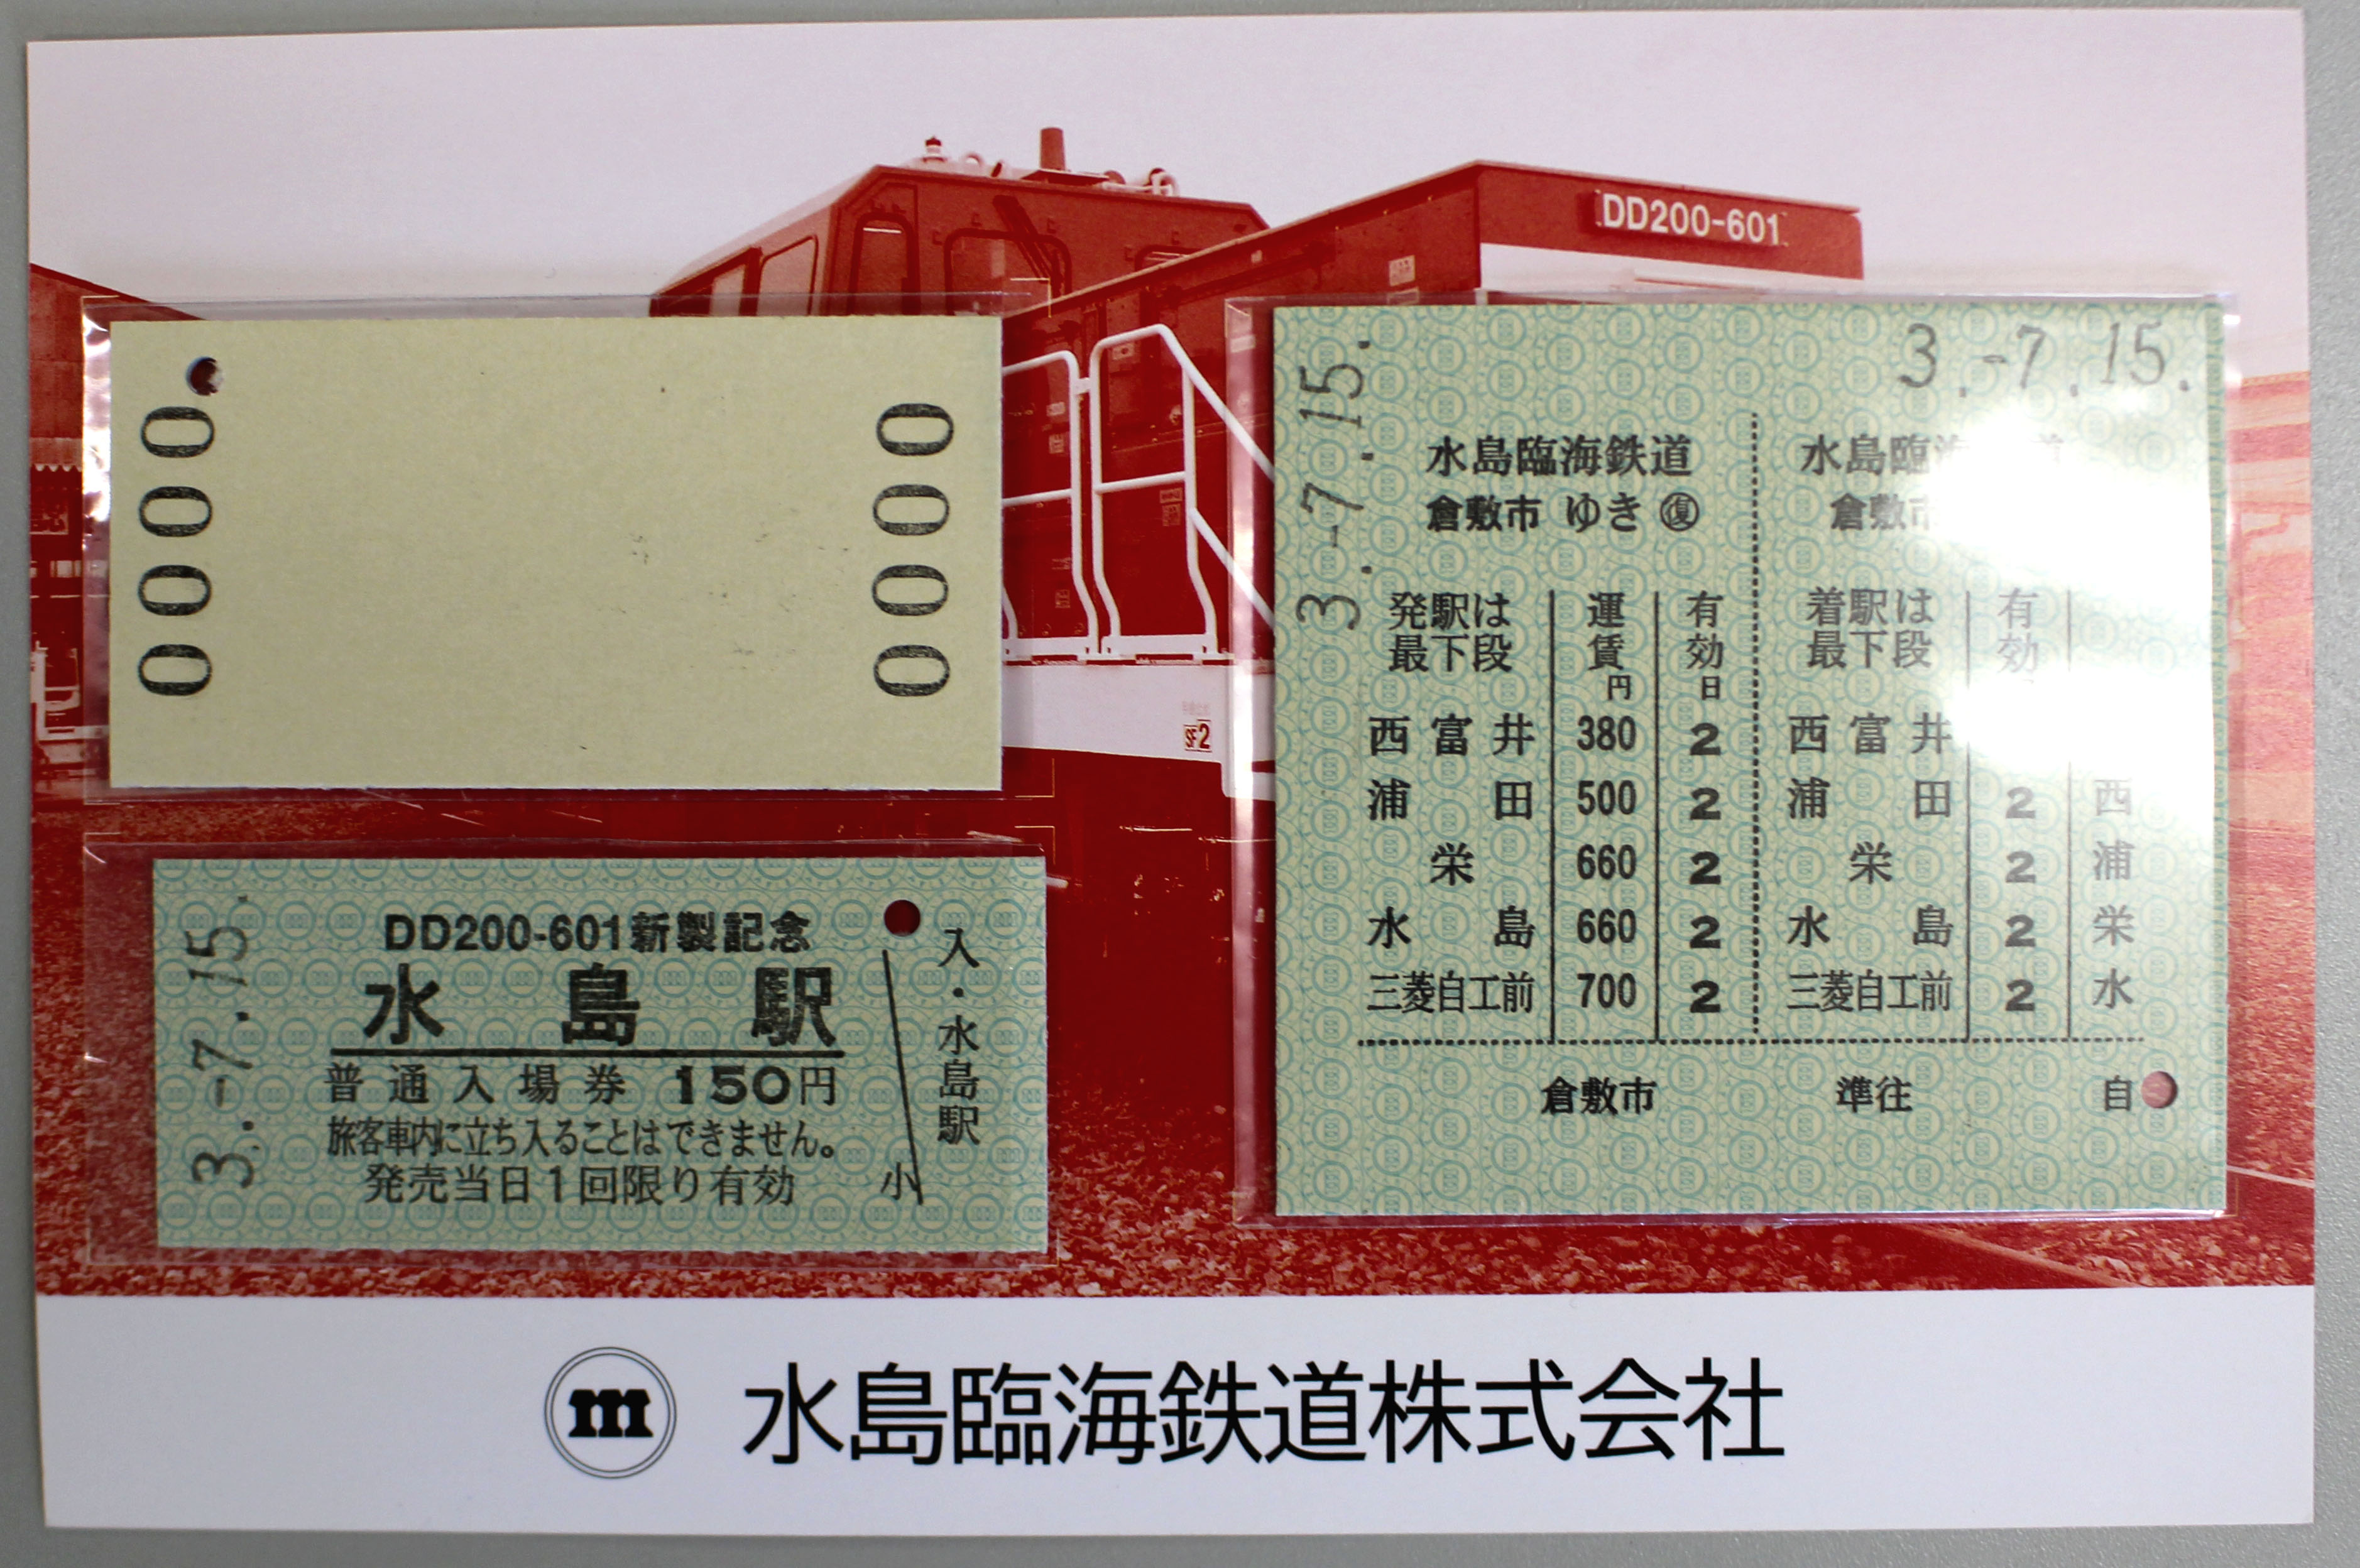 DD200-601
0000
0000
SF2
3.-7.15.
DD200-601新製記念
水島駅
普通入場券 150円
旅客車内に立ち入ることはできません。
発売当日1回限り有効
入・水島駅
小
3.-7.15.
3.-7.15.
水島臨海鉄道
倉敷市 ゆき ㊝
発駅は最下段 運賃円 有効日
西富井 380 2
浦田 500 2
栄 660 2
水島 660 2
三菱自工前 700 2
水島臨 道
倉敷市
着駅は最下段 有効
西富井
浦田 2 西
栄 2 浦
水島 2 栄
三菱自工前 2 水
倉敷市 準往 自
m 水島臨海鉄道株式会社